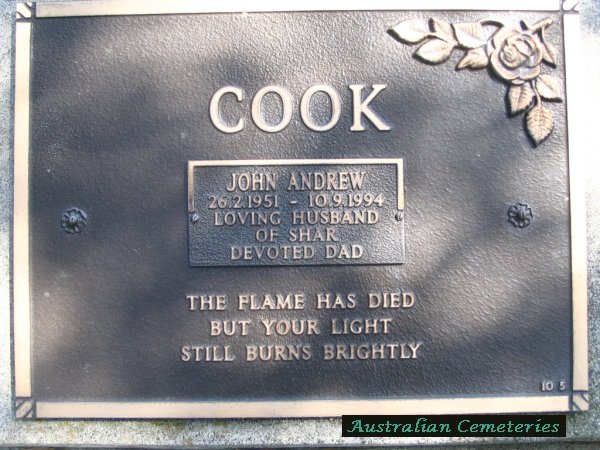 COOK
JOHN ANDREW
26.2.1951 - 10.9.1994
LOVING HUSBAND
OF SHAR
DEVOTED DAD
THE FLAME HAS DIED
BUT YOUR LIGHT
STILL BURNS BRIGHTLY
10 5
Australian Cemeteries